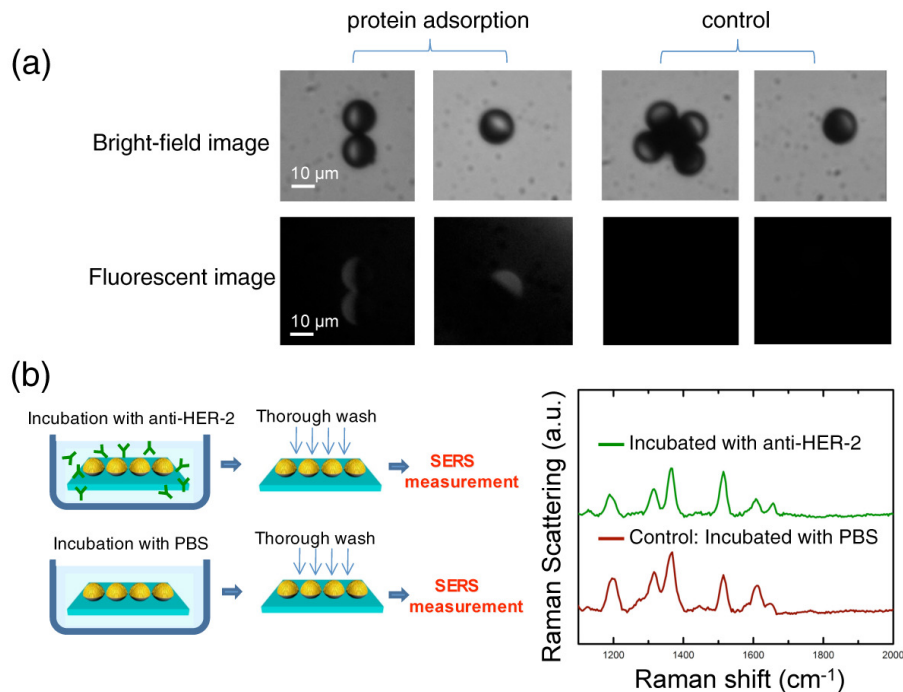 protein adsorption
control
(a)
Bright-field image
10 µm
Fluorescent image
10 µm
(b)
Incubation with anti-HER-2
Thorough wash
SERS
measurement
Incubation with PBS
Thorough wash
SERS
measurement
Raman Scattering (a.u.)
Incubated with anti-HER-2
Control: Incubated with PBS
1200
1400
1600
1800
2000
Raman shift (cm⁻¹)